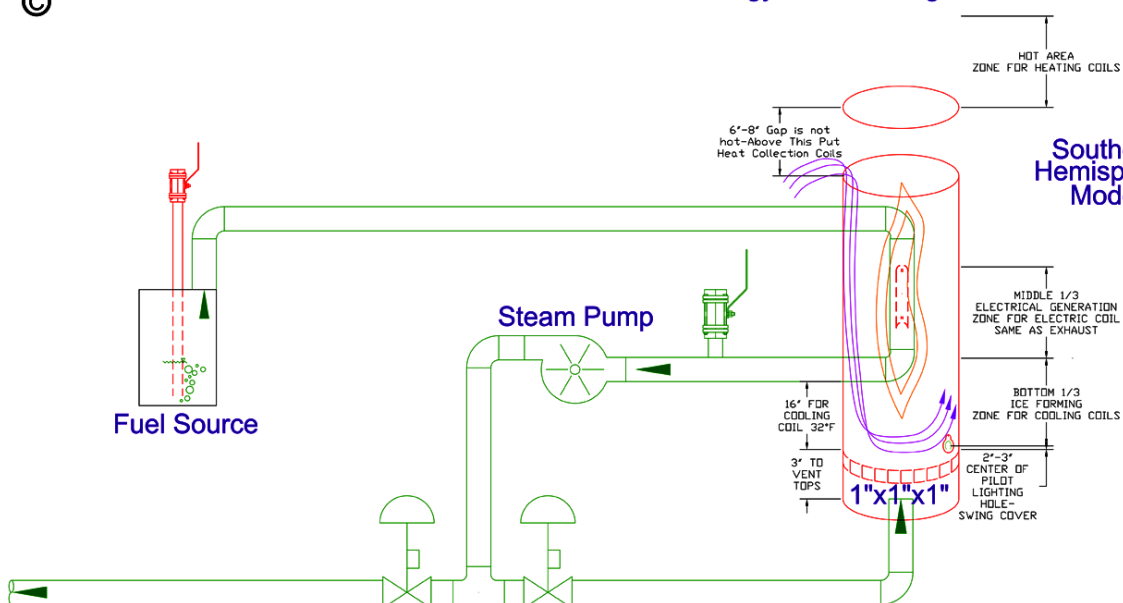 ©
HOT AREA
ZONE FOR HEATING COILS
6"-8" Gap is not
hot-Above This Put
Heat Collection Coils
MIDDLE 1/3
ELECTRICAL GENERATION
ZONE FOR ELECTRIC COIL
SAME AS EXHAUST
Steam Pump
Fuel Source
16" FOR
COOLING
COIL 32°F
BOTTOM 1/3
ICE FORMING
ZONE FOR COOLING COILS
3" TO
VENT
TOPS
1"x1"x1"
2"-3"
CENTER OF
PILOT
LIGHTING
HOLE-
SWING COVER